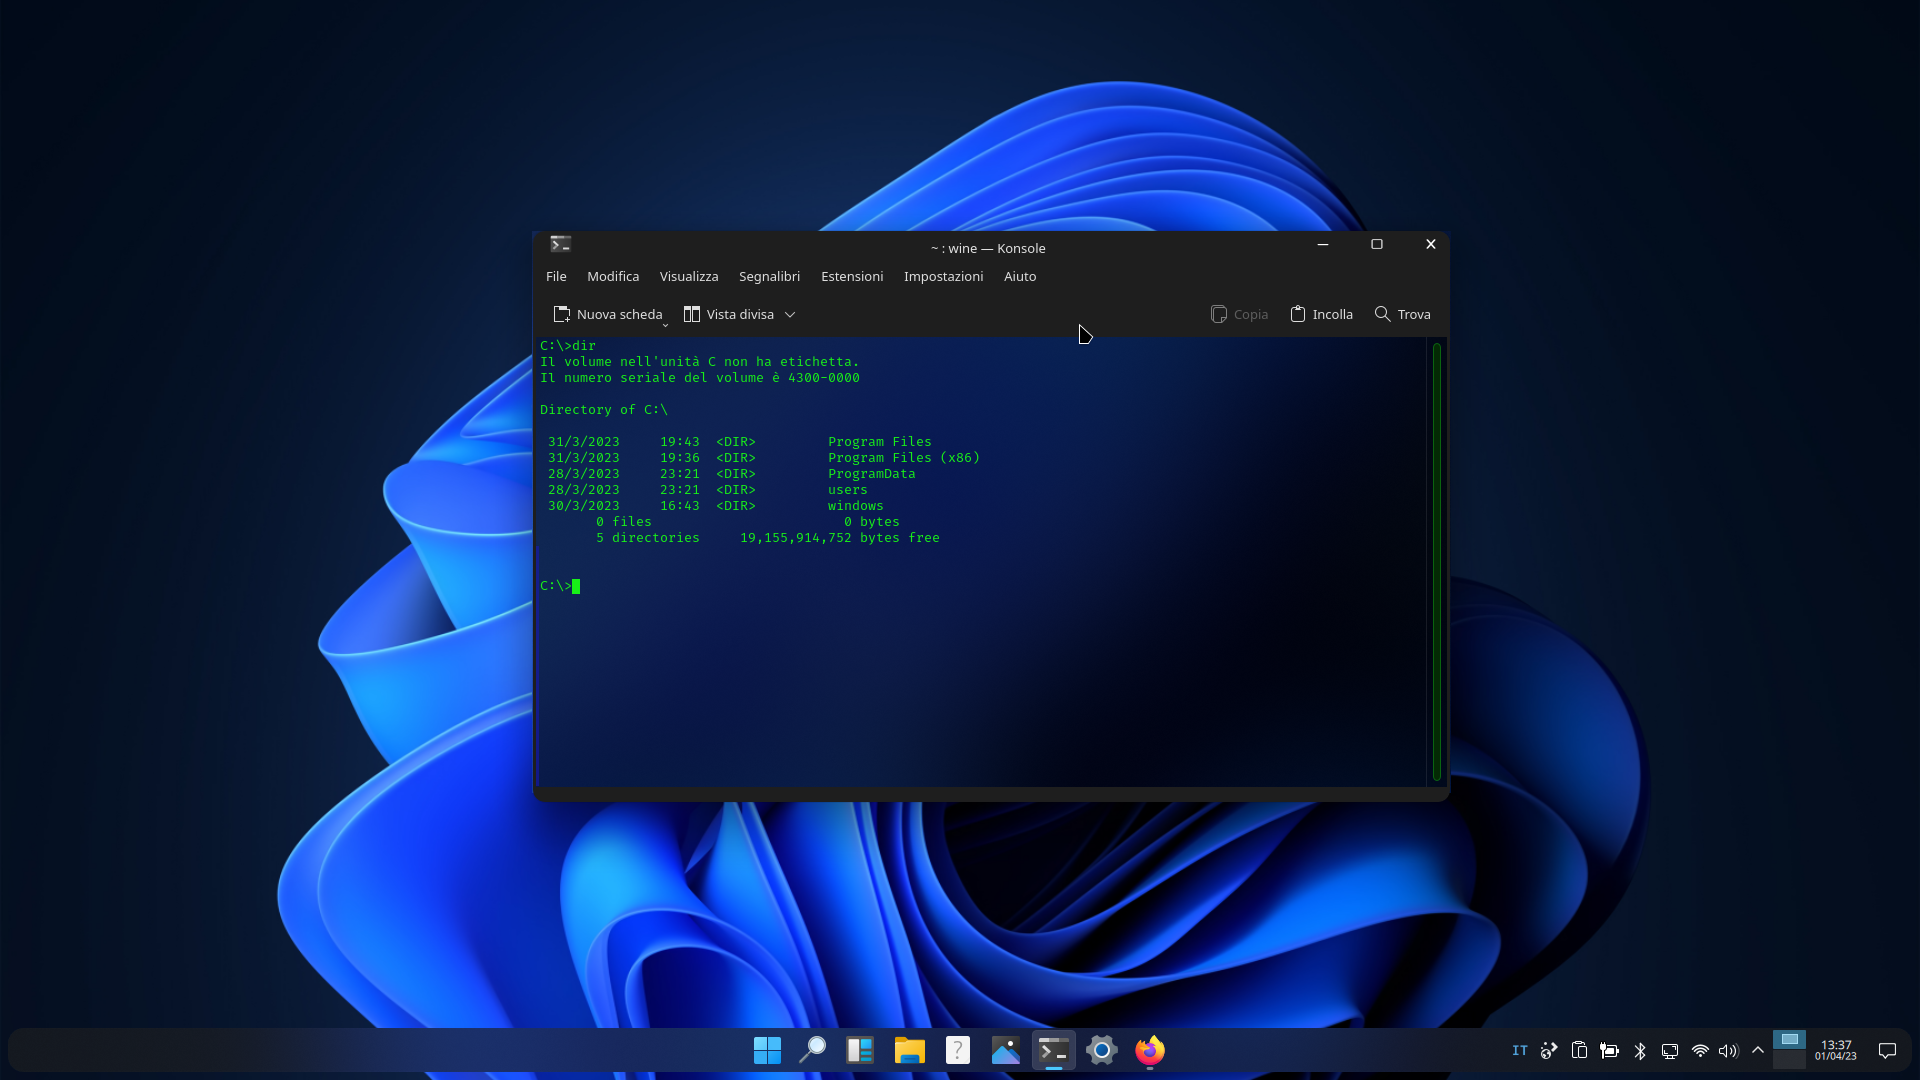 ~ : wine — Konsole
File Modifica Visualizza Segnalibri Estensioni Impostazioni Aiuto
Nuova scheda Vista divisa Copia Incolla Trova
C:\>dir
Il volume nell'unità C non ha etichetta.
Il numero seriale del volume è 4300-0000
Directory of C:\
31/3/2023 19:43 <DIR> Program Files
31/3/2023 19:36 <DIR> Program Files (x86)
28/3/2023 23:21 <DIR> ProgramData
28/3/2023 23:21 <DIR> users
30/3/2023 16:43 <DIR> windows
0 files 0 bytes
5 directories 19,155,914,752 bytes free
C:\>
IT 13:37
01/04/23